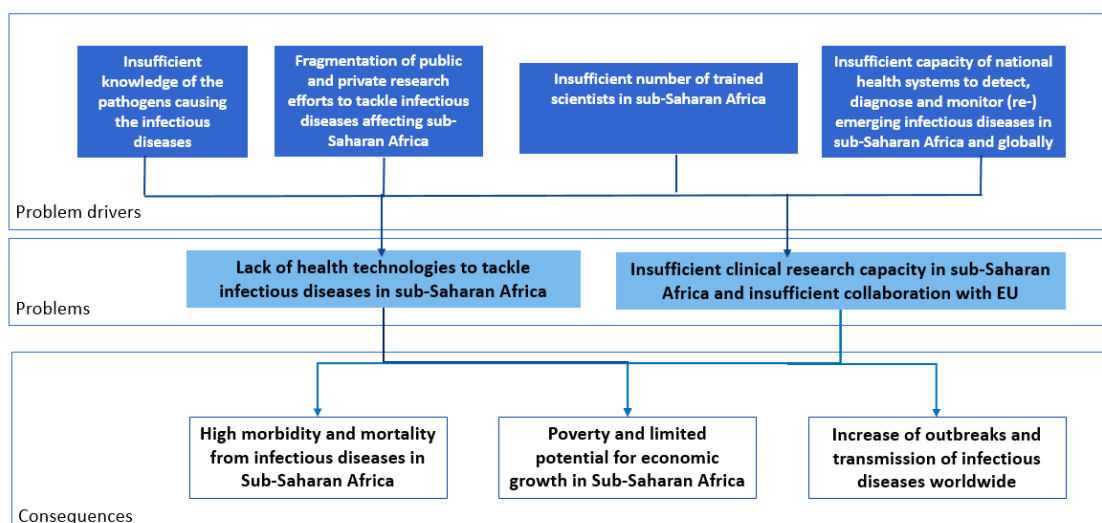 Insufficient
knowledge of the
pathogens causing
the infectious
diseases
Fragmentation of public
and private research
efforts to tackle infectious
diseases affecting sub-
Saharan Africa
Insufficient number of trained
scientists in sub-Saharan Africa
Insufficient capacity of national
health systems to detect,
diagnose and monitor (re-)
emerging infectious diseases in
sub-Saharan Africa and globally
Problem drivers
Lack of health technologies to tackle
infectious diseases in sub-Saharan Africa
Insufficient clinical research capacity in sub-Saharan
Africa and insufficient collaboration with EU
Problems
High morbidity and mortality
from infectious diseases in
Sub-Saharan Africa
Poverty and limited
potential for economic
growth in Sub-Saharan Africa
Increase of outbreaks and
transmission of infectious
diseases worldwide
Consequences